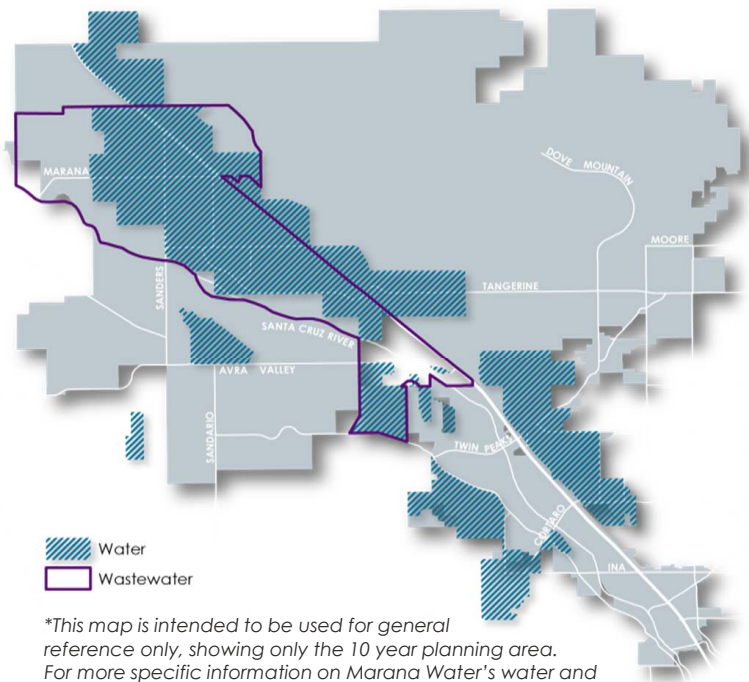 DOVE MOUNTAIN
MARANA
MOORE
SANDERS
TANGERINE
SANTA CRUZ RIVER
AVRA VALLEY
SANDARIO
TWIN PEAKS
CORTARO
INA
Water
Wastewater
*This map is intended to be used for general
reference only, showing only the 10 year planning area.
For more specific information on Marana Water's water and